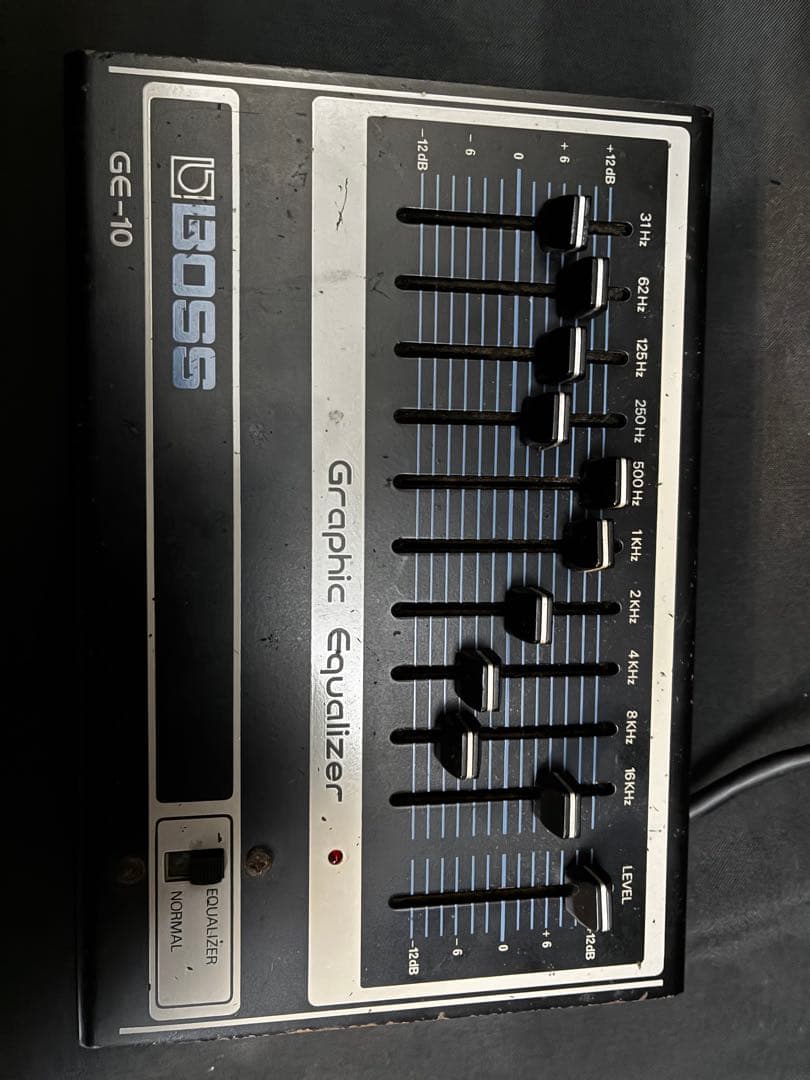 31Hz 62Hz 125Hz 250Hz 500Hz 1KHz 2KHz 4KHz 8KHz 16KHz LEVEL
+12dB +12dB
+6 +6
0 0
-6 -6
-12dB -12dB
Graphic Equalizer
BOSS
EQUALIZER
NORMAL
GE-10